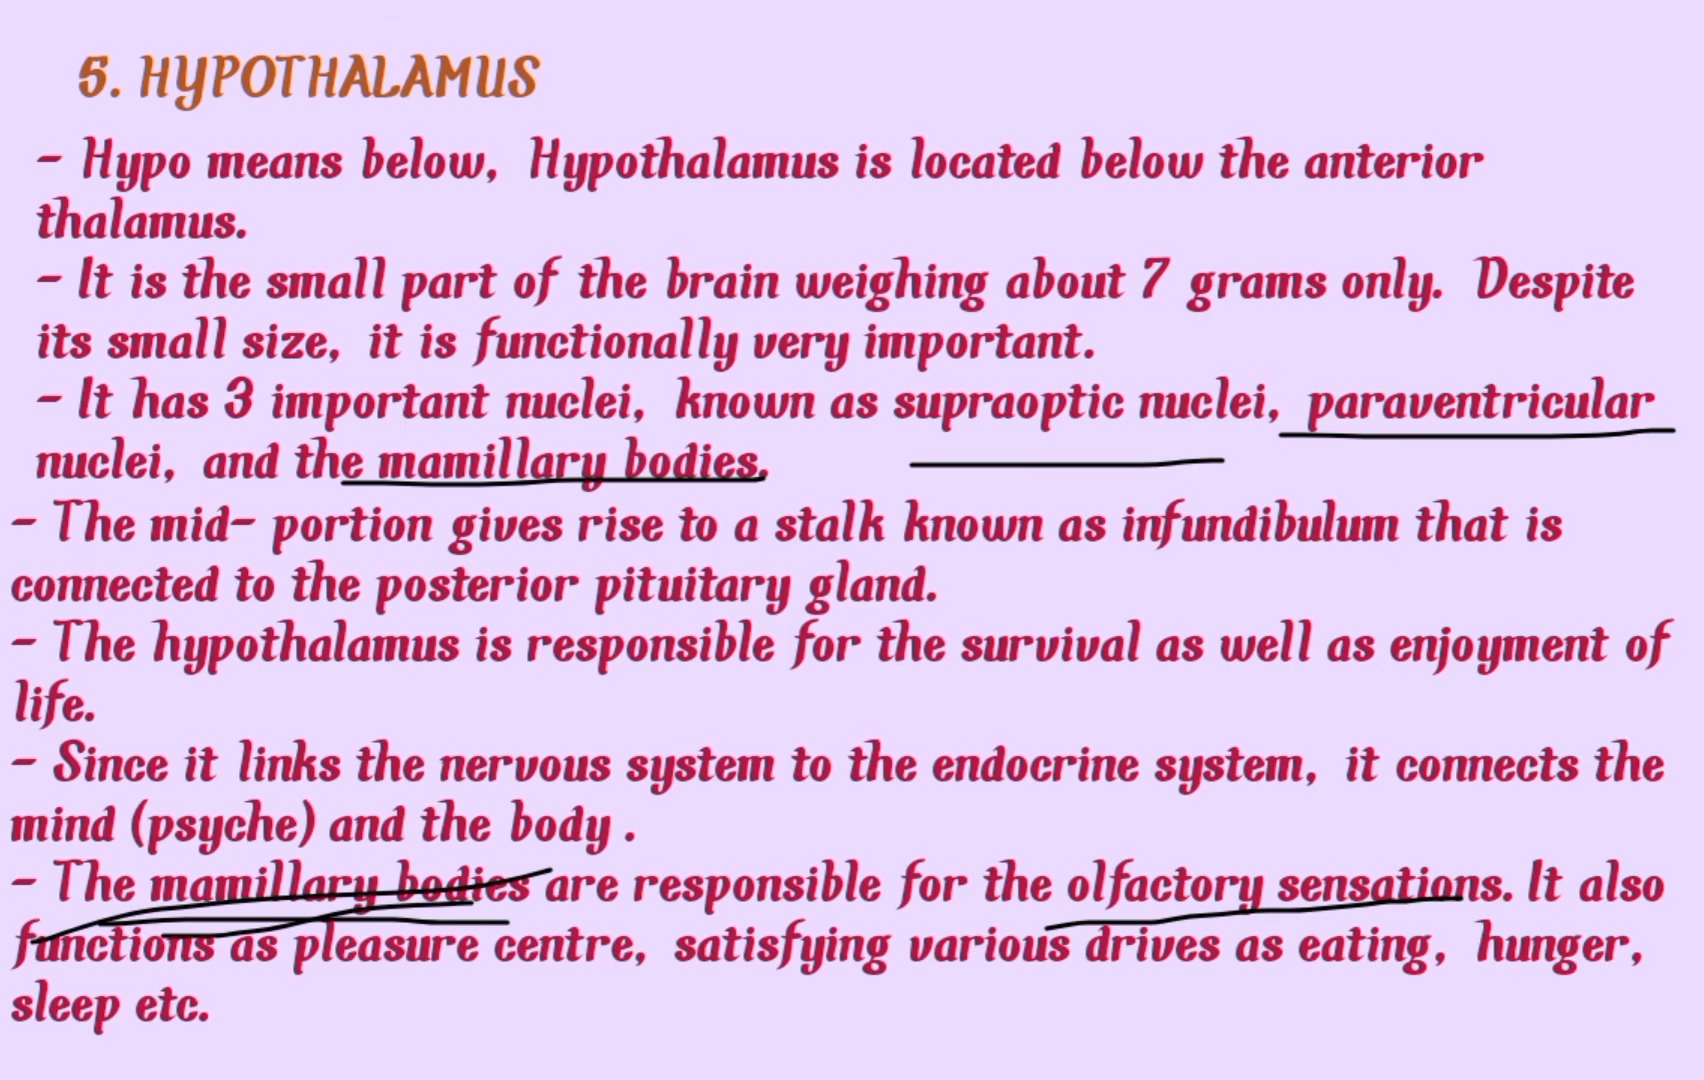 5. HYPOTHALAMUS
- Hypo means below, Hypothalamus is located below the anterior
thalamus.
- It is the small part of the brain weighing about 7 grams only. Despite
its small size, it is functionally very important.
- It has 3 important nuclei, known as supraoptic nuclei, paraventricular
nuclei, and the mamillary bodies.
- The mid- portion gives rise to a stalk known as infundibulum that is
connected to the posterior pituitary gland.
- The hypothalamus is responsible for the survival as well as enjoyment of
life.
- Since it links the nervous system to the endocrine system, it connects the
mind (psyche) and the body .
- The mamillary bodies are responsible for the olfactory sensations. It also
functions as pleasure centre, satisfying various drives as eating, hunger,
sleep etc.